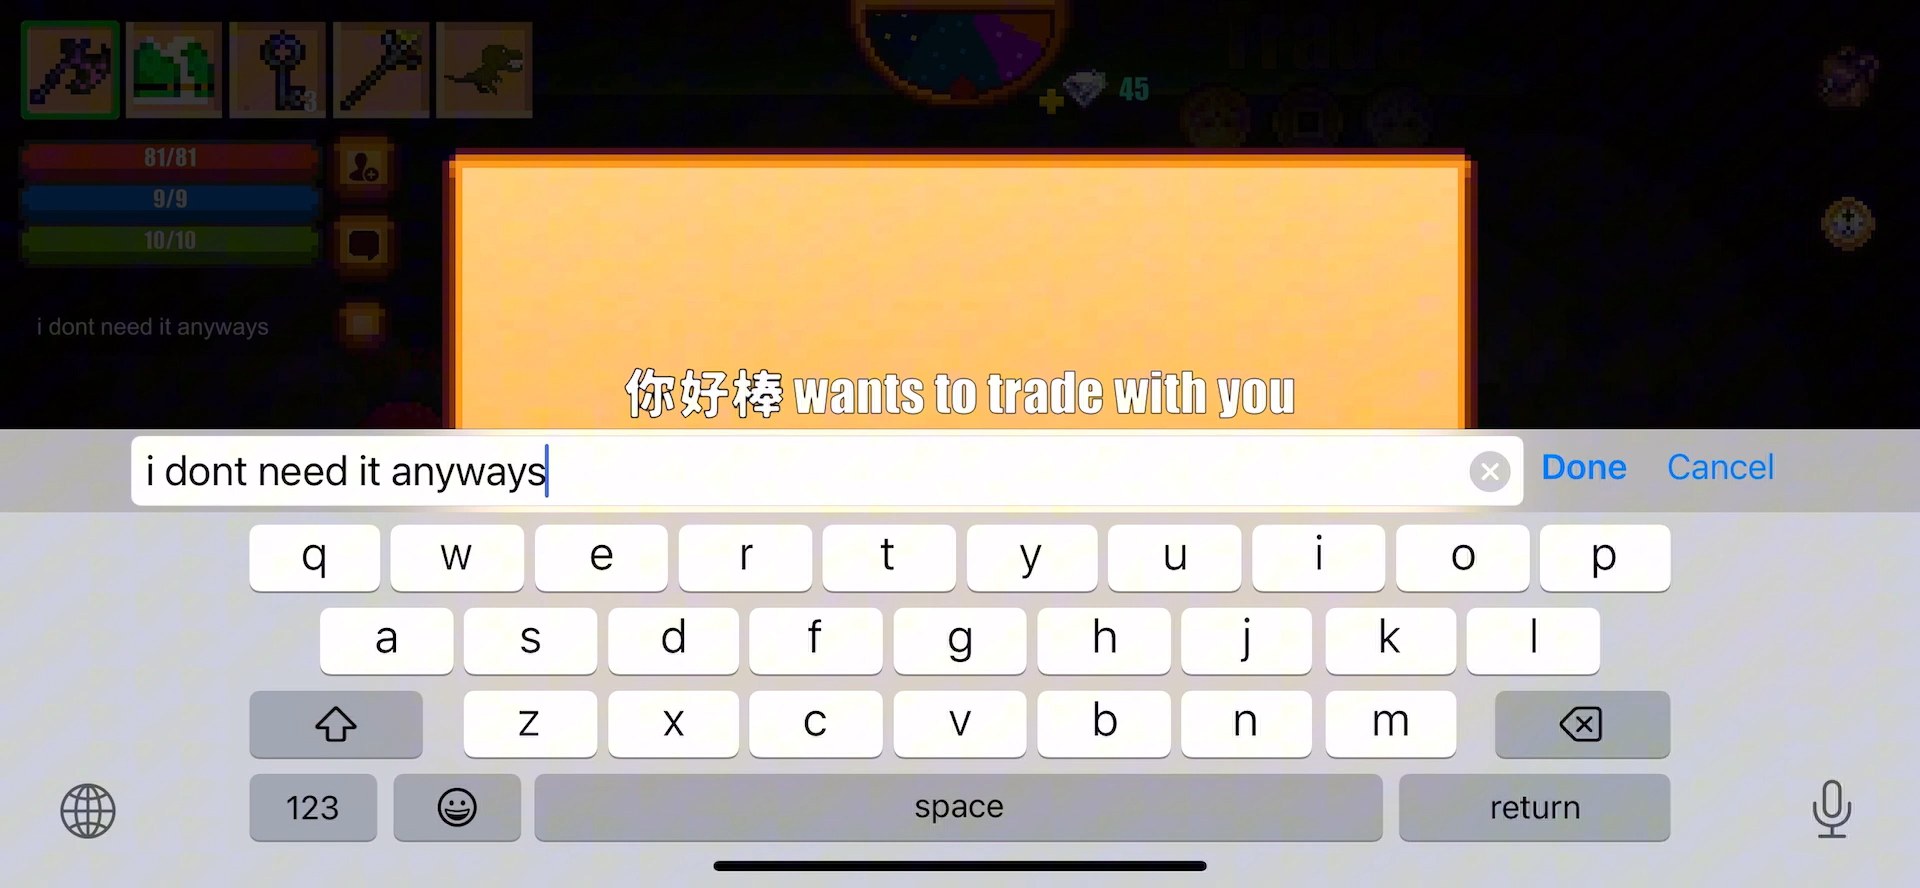 3
45
81/81
9/9
10/10
i dont need it anyways
你好棒 wants to trade with you
i dont need it anyways
Done
Cancel
q w e r t y u i o p
a s d f g h j k l
z x c v b n m
123
space
return